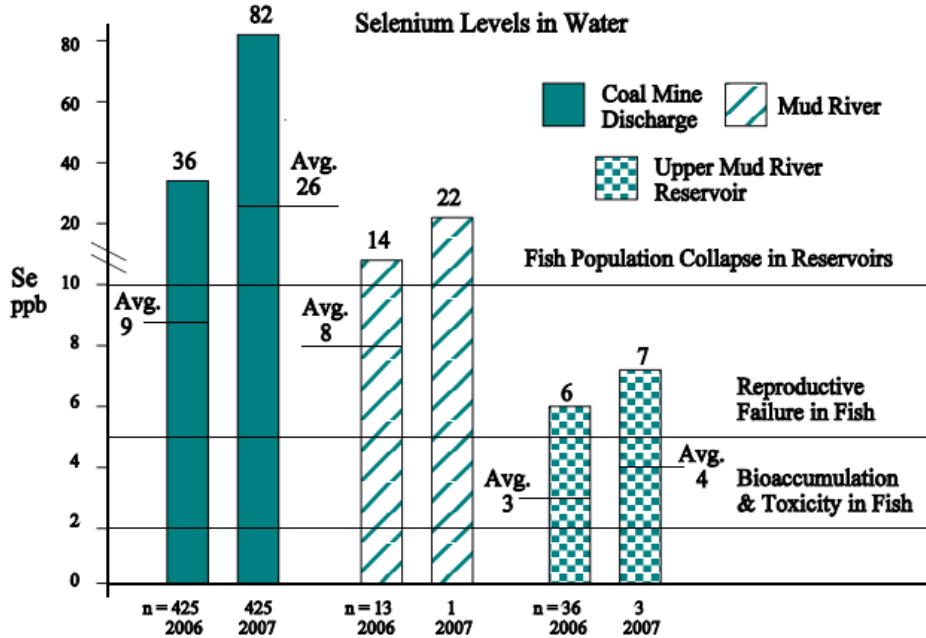 Selenium Levels in Water
Coal Mine
Discharge
Mud River
Upper Mud River
Reservoir
Se
ppb
80
60
40
20
10
8
6
4
2
0
36
82
Avg.
9
Avg.
26
14
22
Avg.
8
6
7
Avg.
3
Avg.
4
Fish Population Collapse in Reservoirs
Reproductive
Failure in Fish
Bioaccumulation
& Toxicity in Fish
n = 425 425 n = 13 1 n = 36 3
2006 2007 2006 2007 2006 2007